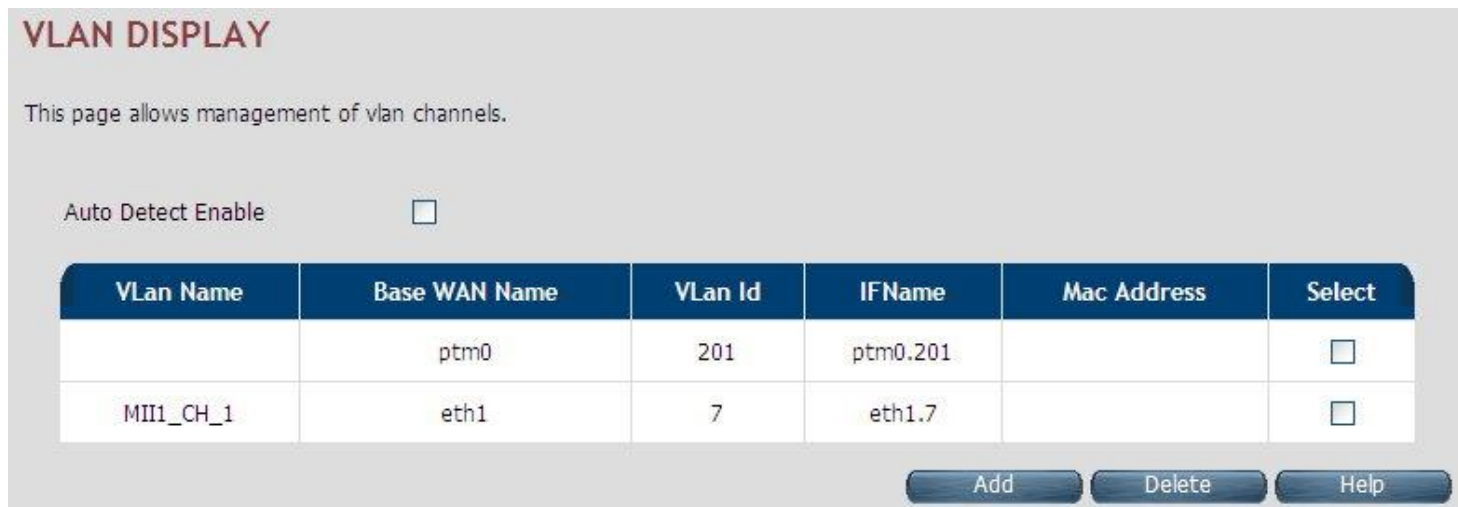 VLAN DISPLAY
This page allows management of vlan channels.
Auto Detect Enable
VLan Name Base WAN Name VLan Id IFName Mac Address Select
ptm0 201 ptm0.201
MII1_CH_1 eth1 7 eth1.7
Add Delete Help